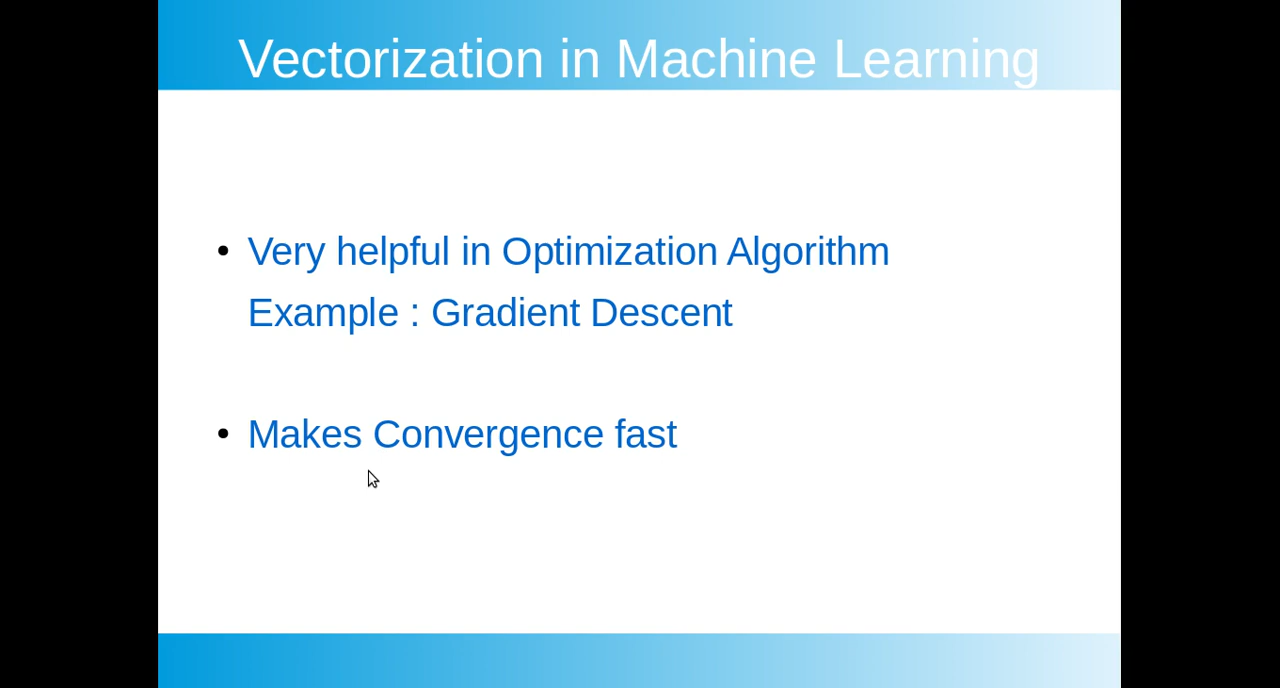 Vectorization in Machine Learning
• Very helpful in Optimization Algorithm
Example : Gradient Descent
• Makes Convergence fast